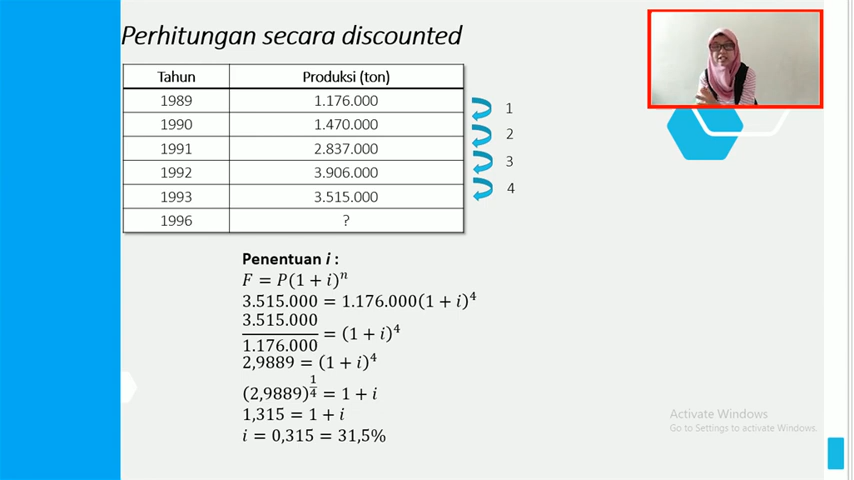 Perhitungan secara discounted
Tahun Produksi (ton)
1989 1.176.000
1990 1.470.000
1991 2.837.000
1992 3.906.000
1993 3.515.000
1996 ?
1
2
3
4
Penentuan i :
F = P(1 + i)^n
3.515.000 = 1.176.000(1 + i)^4
3.515.000/1.176.000 = (1 + i)^4
2,9889 = (1 + i)^4
(2,9889)^(1/4) = 1 + i
1,315 = 1 + i
i = 0,315 = 31,5%
Activate Windows
Go to Settings to activate Windows.